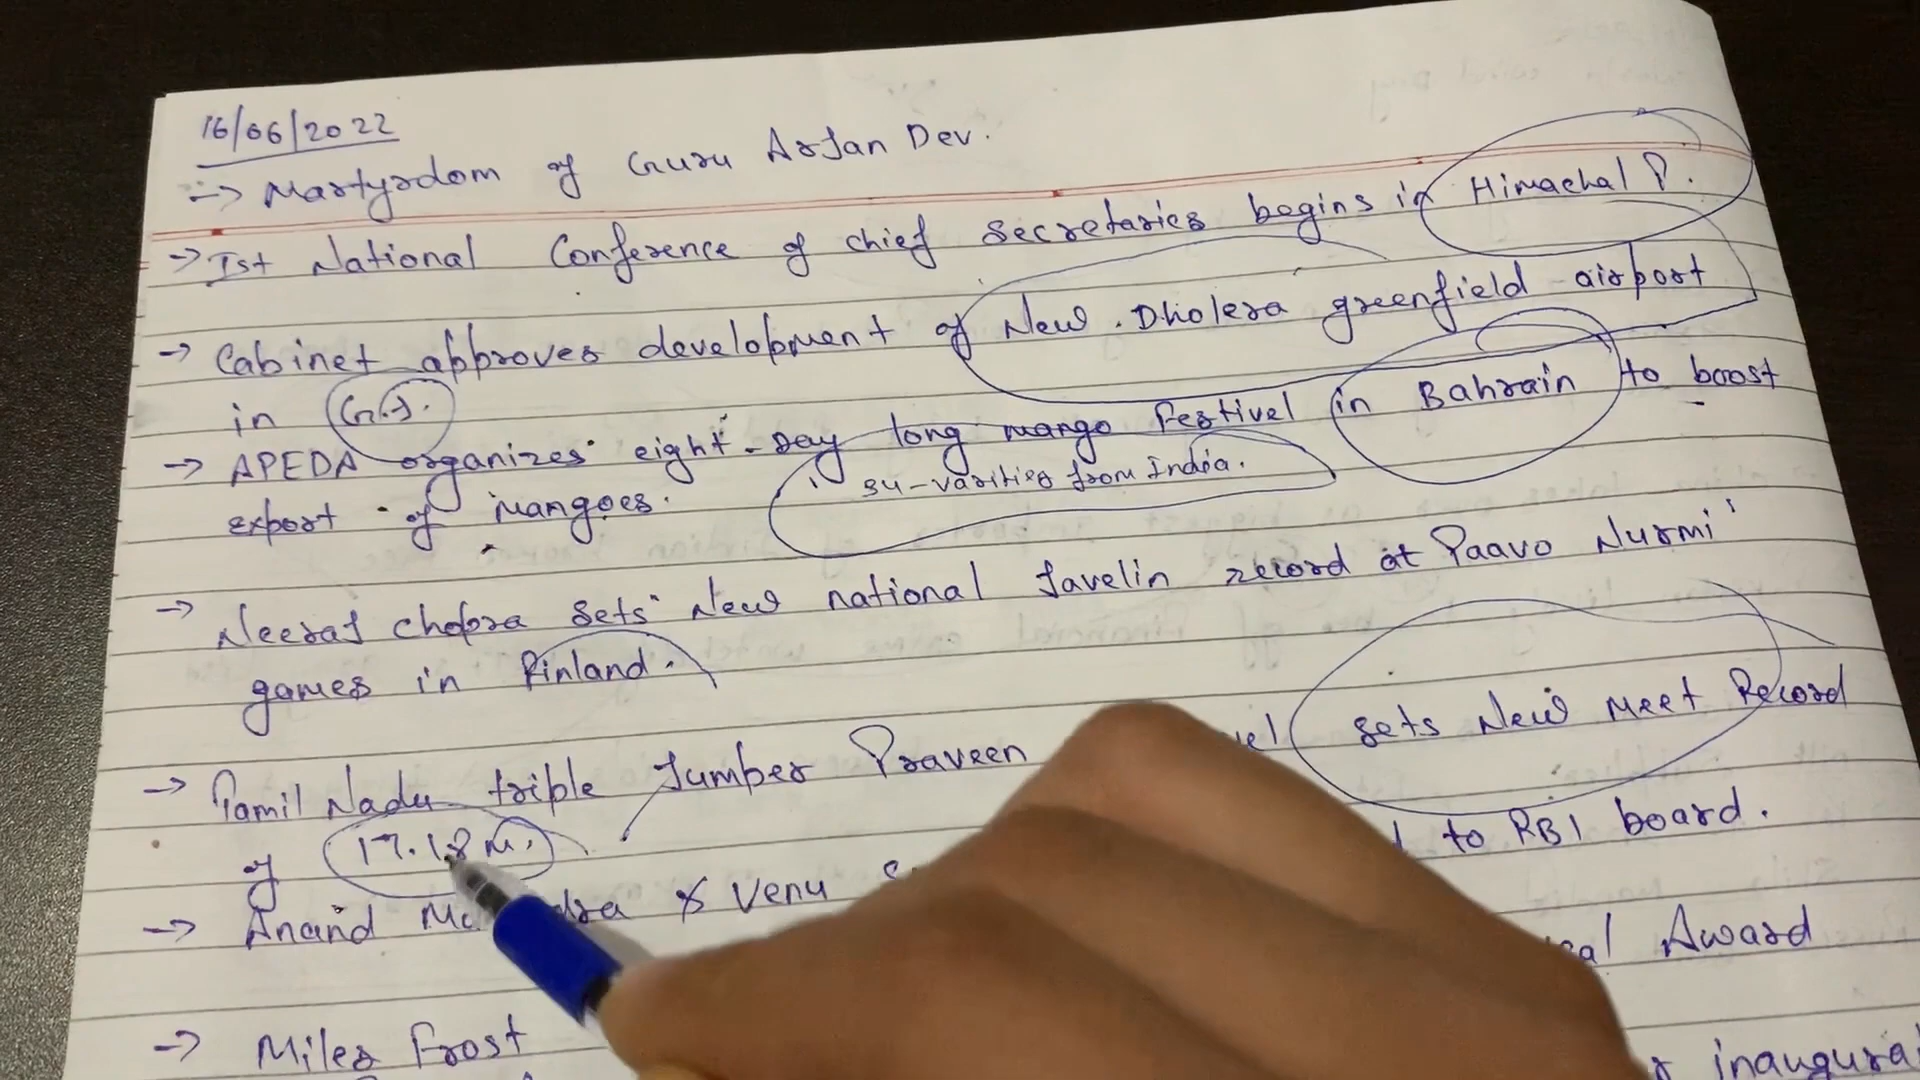 16/06/2022
-> Martyrdom of Guru Arjan Dev.
-> Ist National Conference of chief secretaries begins in Himachal P.
-> Cabinet approves development of New Dholera greenfield airport
in G.J.
-> APEDA organizes eight-Day long mango festivel in Bahrain to boost
export of Mangoes. 34-varities from India.
-> Neeraj chopra sets New national Javelin record at Paavo Nurmi
games in Finland.
-> Tamil Nadu triple Jumper Praveen sets New Meet Record
of 17.18 m.
-> Anand & Venu to RBI board.
Award
-> Miles Frost